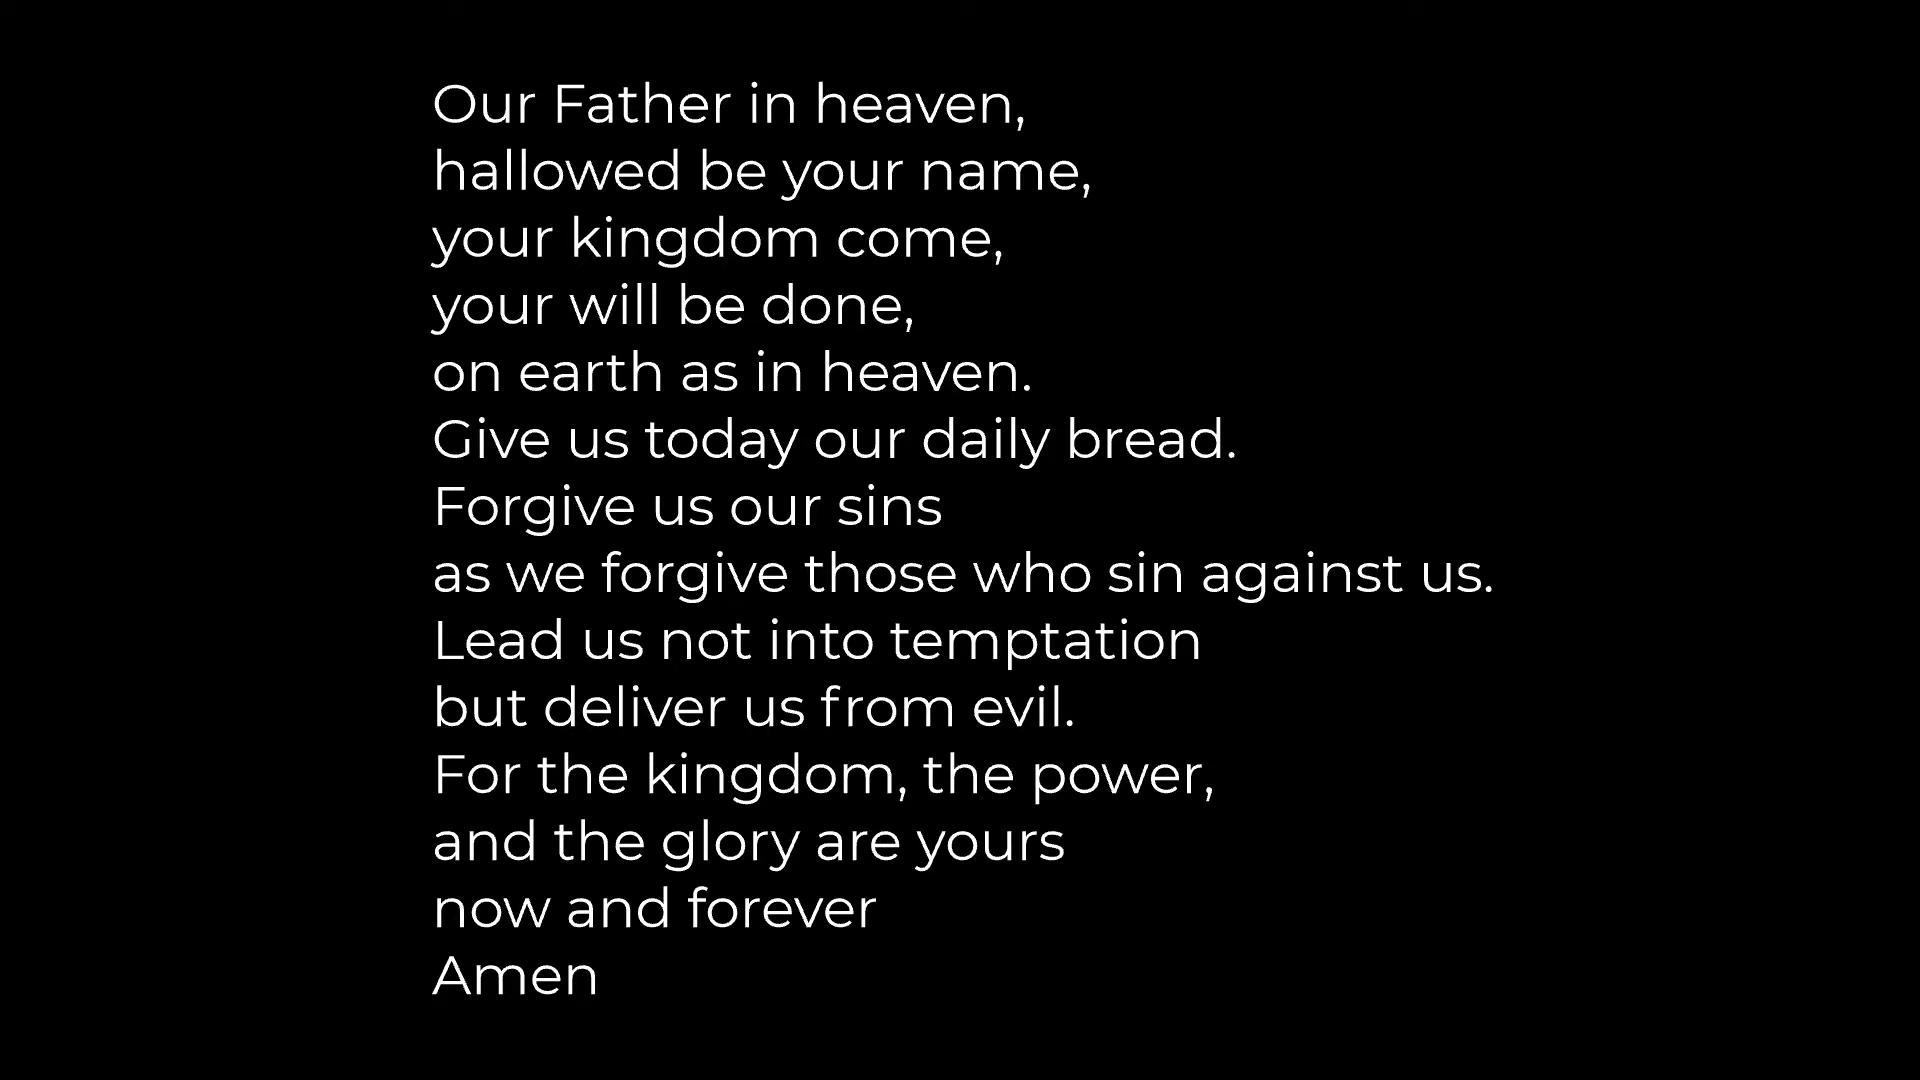 Our Father in heaven,
hallowed be your name,
your kingdom come,
your will be done,
on earth as in heaven.
Give us today our daily bread.
Forgive us our sins
as we forgive those who sin against us.
Lead us not into temptation
but deliver us from evil.
For the kingdom, the power,
and the glory are yours
now and forever
Amen